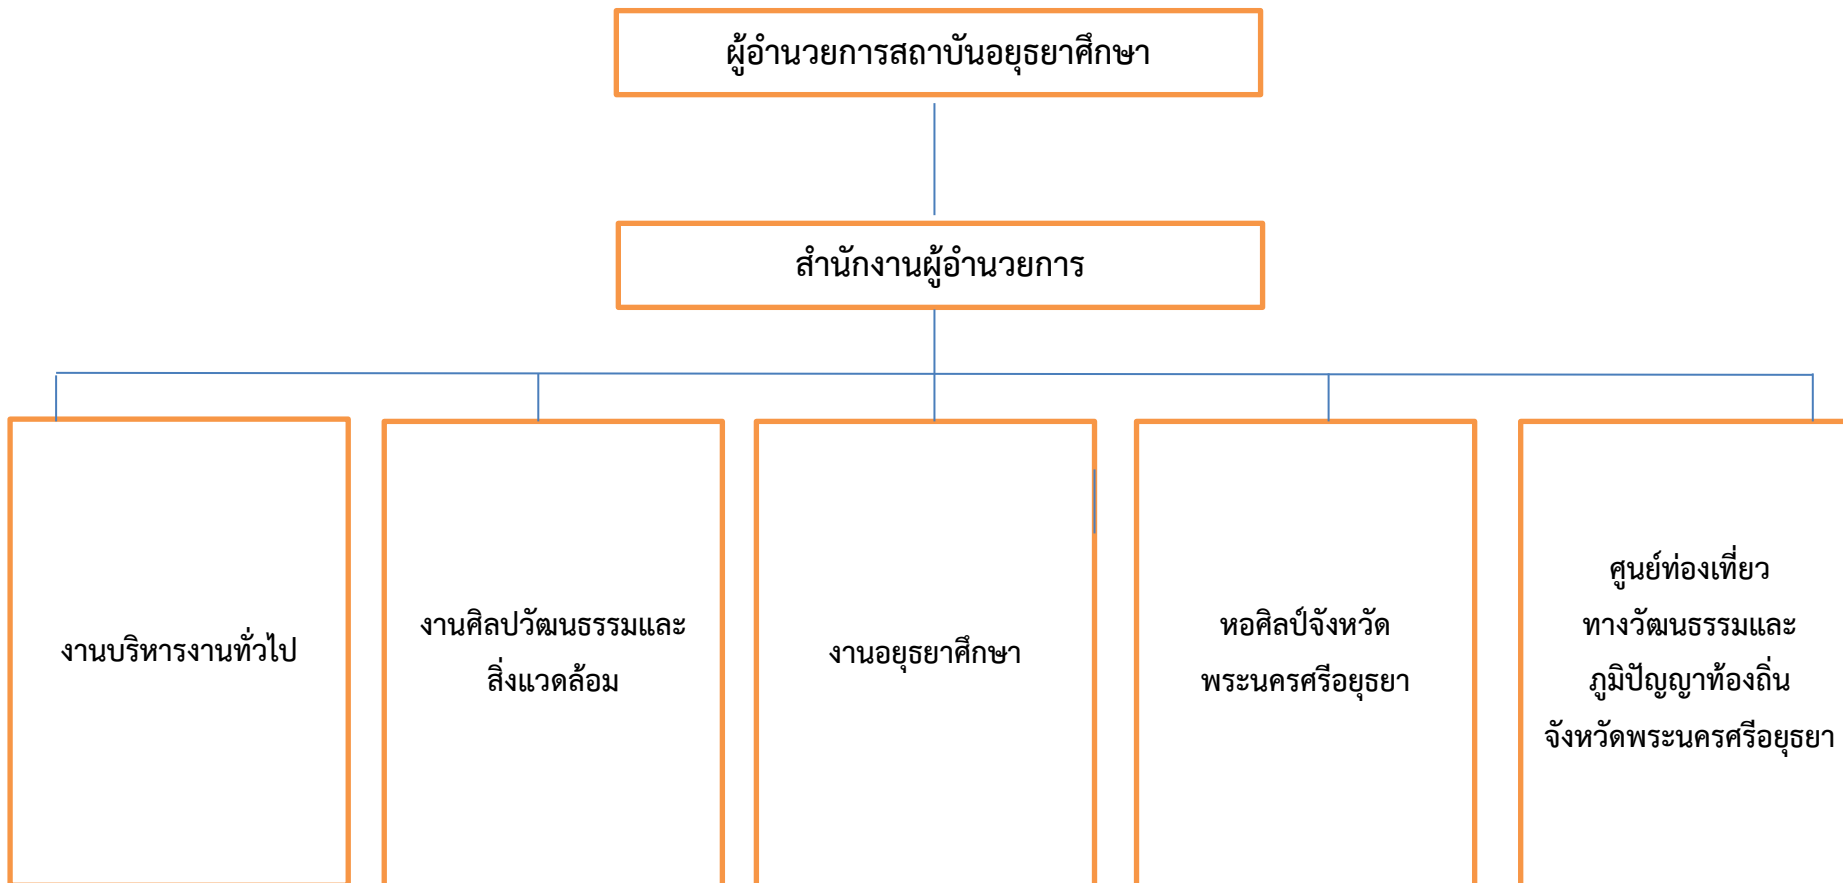 ผู้อำนวยการสถาบันอยุธยาศึกษา
สำนักงานผู้อำนวยการ
งานบริหารงานทั่วไป
งานศิลปวัฒนธรรมและ
สิ่งแวดล้อม
งานอยุธยาศึกษา
หอศิลป์จังหวัด
พระนครศรีอยุธยา
ศูนย์ท่องเที่ยว
ทางวัฒนธรรมและ
ภูมิปัญญาท้องถิ่น
จังหวัดพระนครศรีอยุธยา